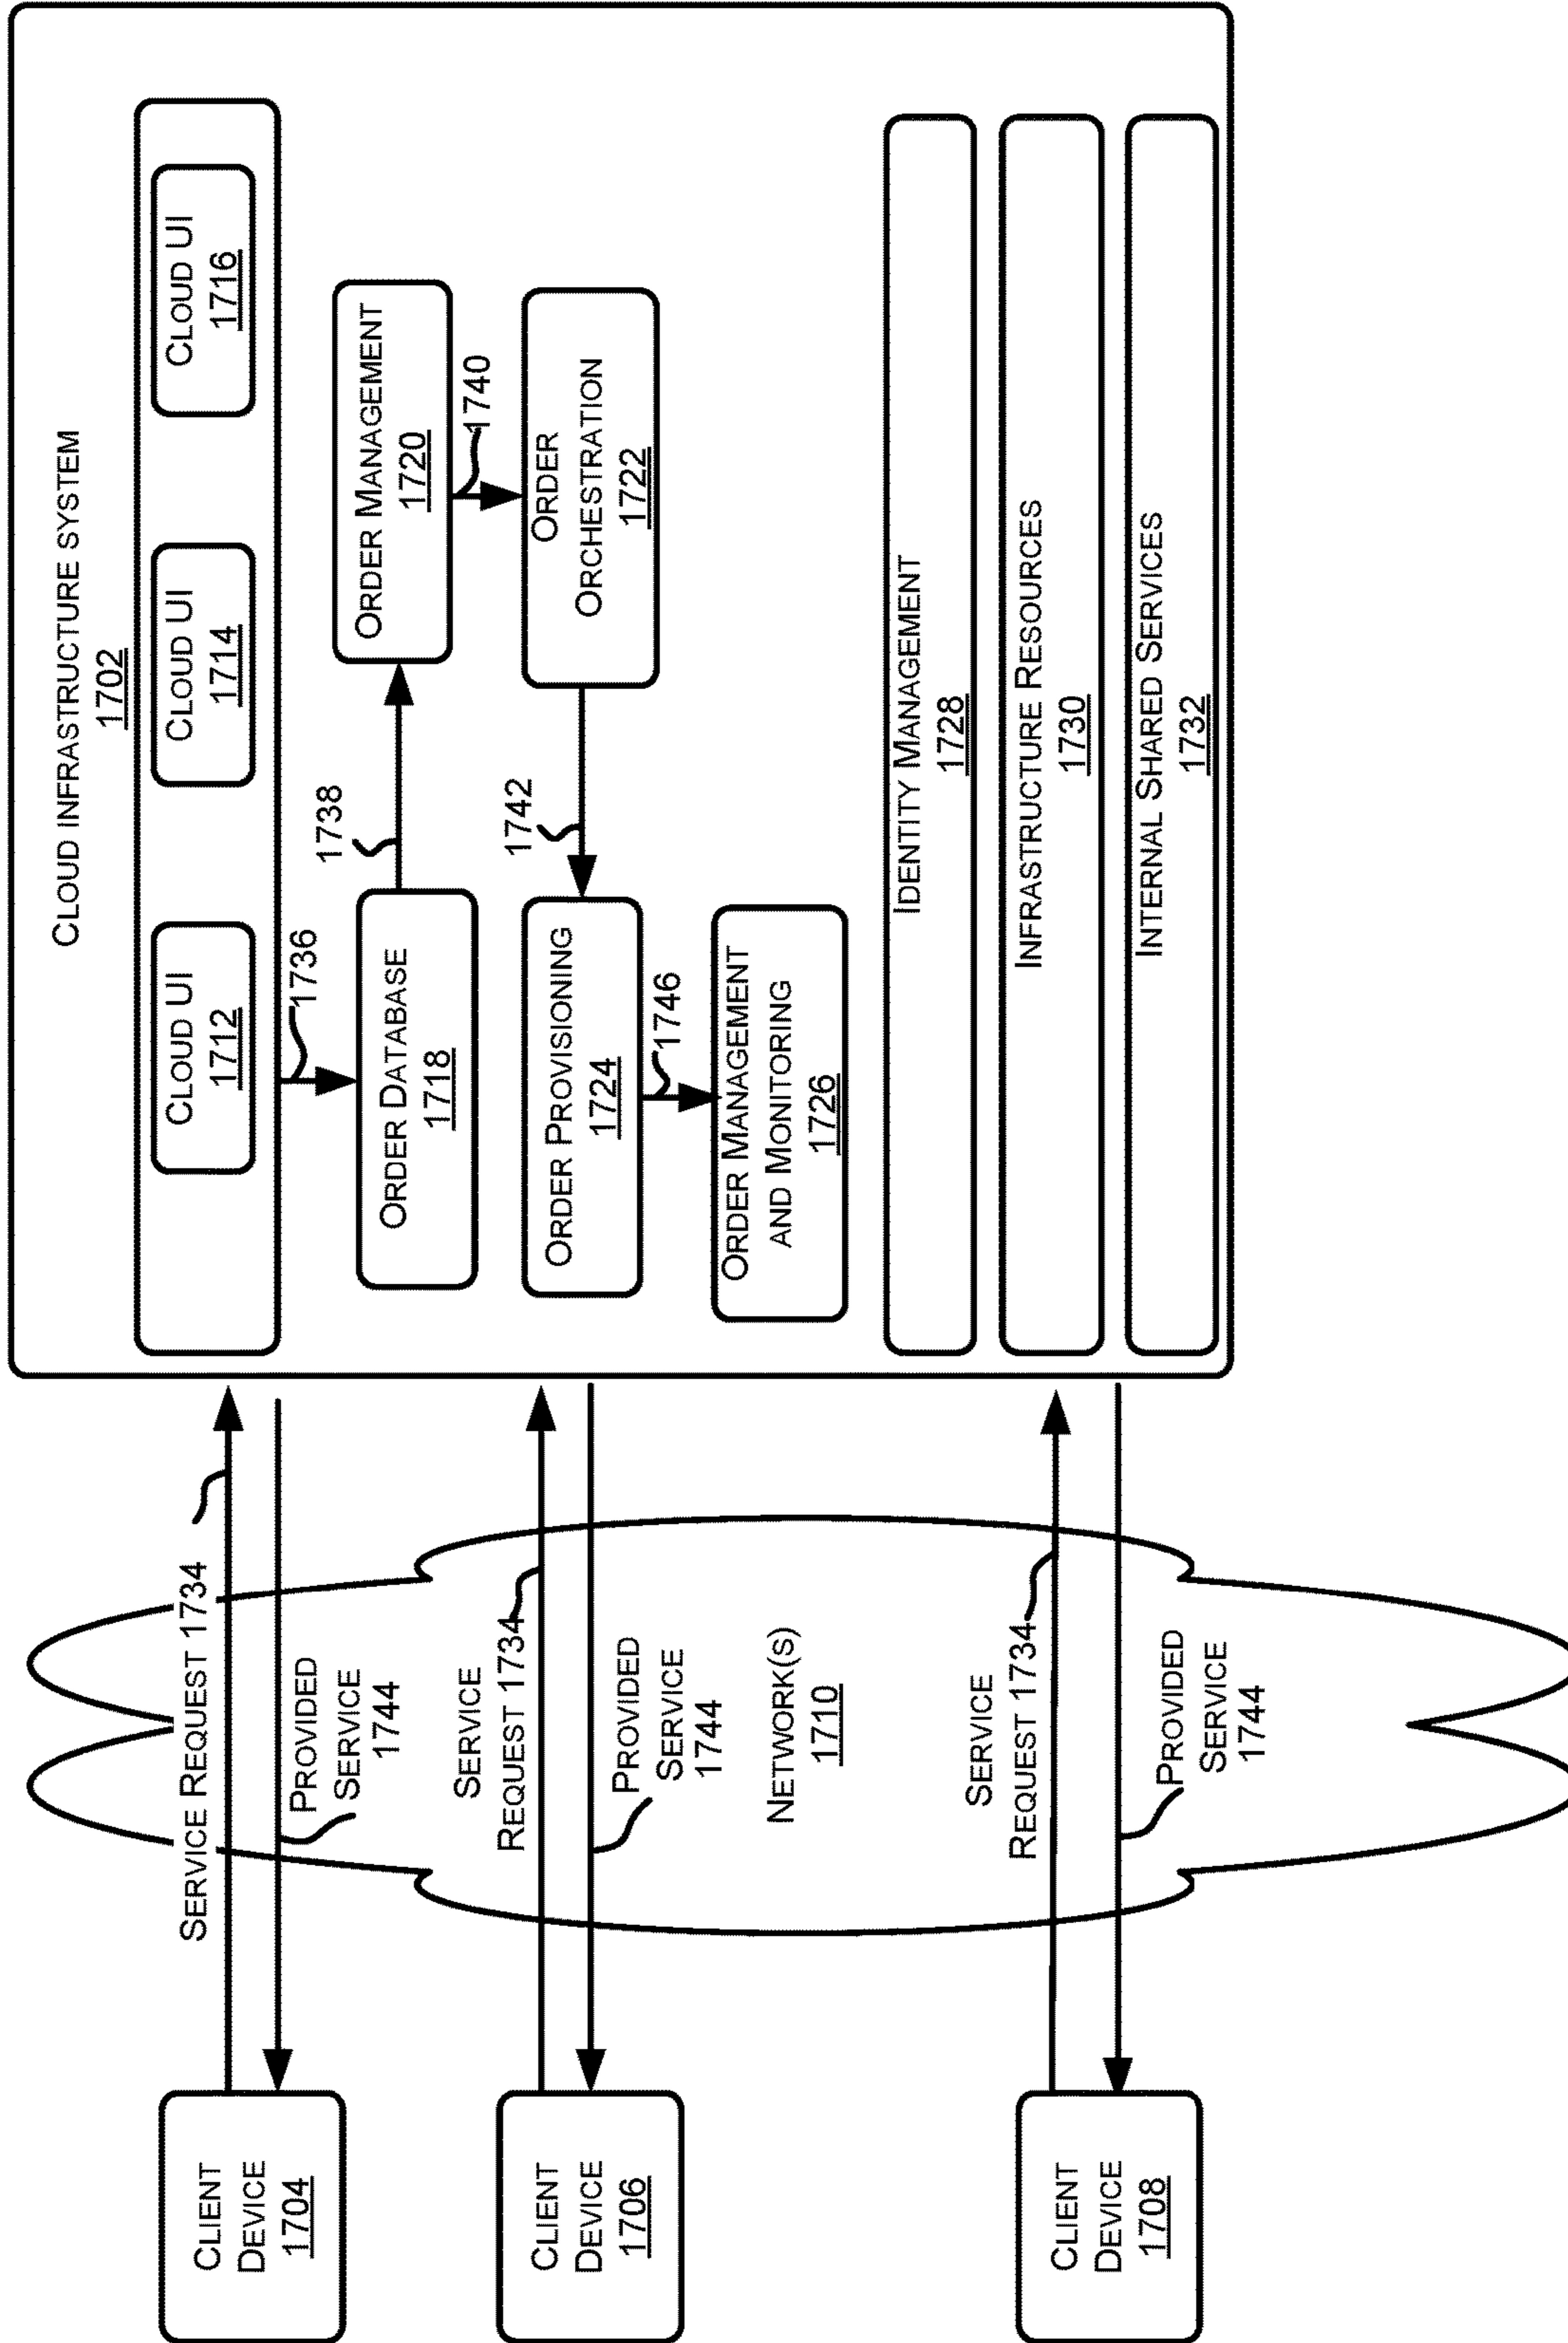 CLOUD INFRASTRUCTURE SYSTEM
1702
CLOUD UI
1712
CLOUD UI
1714
CLOUD UI
1716
1736
ORDER DATABASE
1718
1738
ORDER MANAGEMENT
1720
1740
ORDER
ORCHESTRATION
1722
1742
ORDER PROVISIONING
1724
1746
ORDER MANAGEMENT
AND MONITORING
1726
IDENTITY MANAGEMENT
1728
INFRASTRUCTURE RESOURCES
1730
INTERNAL SHARED SERVICES
1732
CLIENT
DEVICE
1704
SERVICE REQUEST 1734
PROVIDED
SERVICE
1744
CLIENT
DEVICE
1706
SERVICE
REQUEST 1734
PROVIDED
SERVICE
1744
NETWORK(S)
1710
CLIENT
DEVICE
1708
SERVICE
REQUEST 1734
PROVIDED
SERVICE
1744